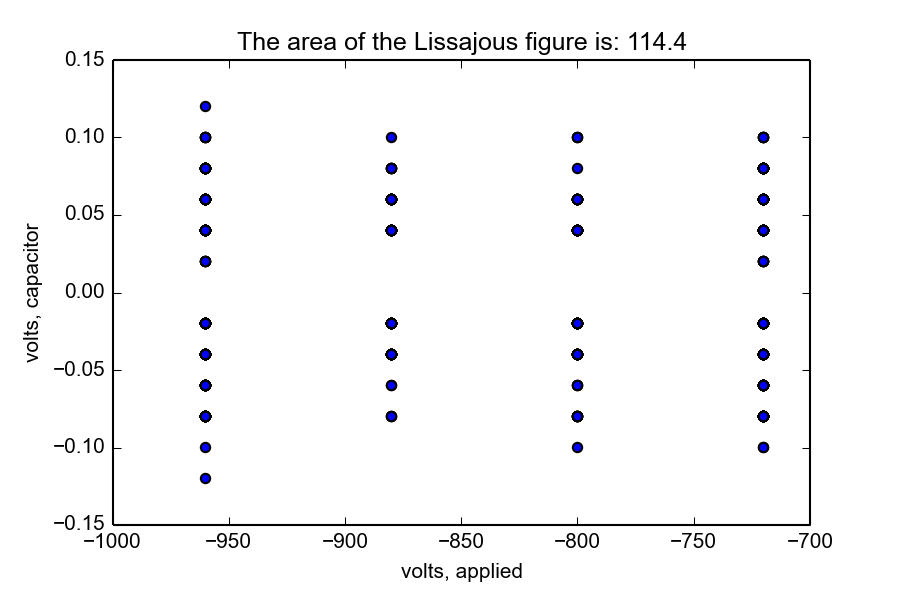 The area of the Lissajous figure is: 114.4
0.15
0.10
0.05
0.00
−0.05
−0.10
−0.15
−1000 −950 −900 −850 −800 −750 −700
volts, applied
volts, capacitor